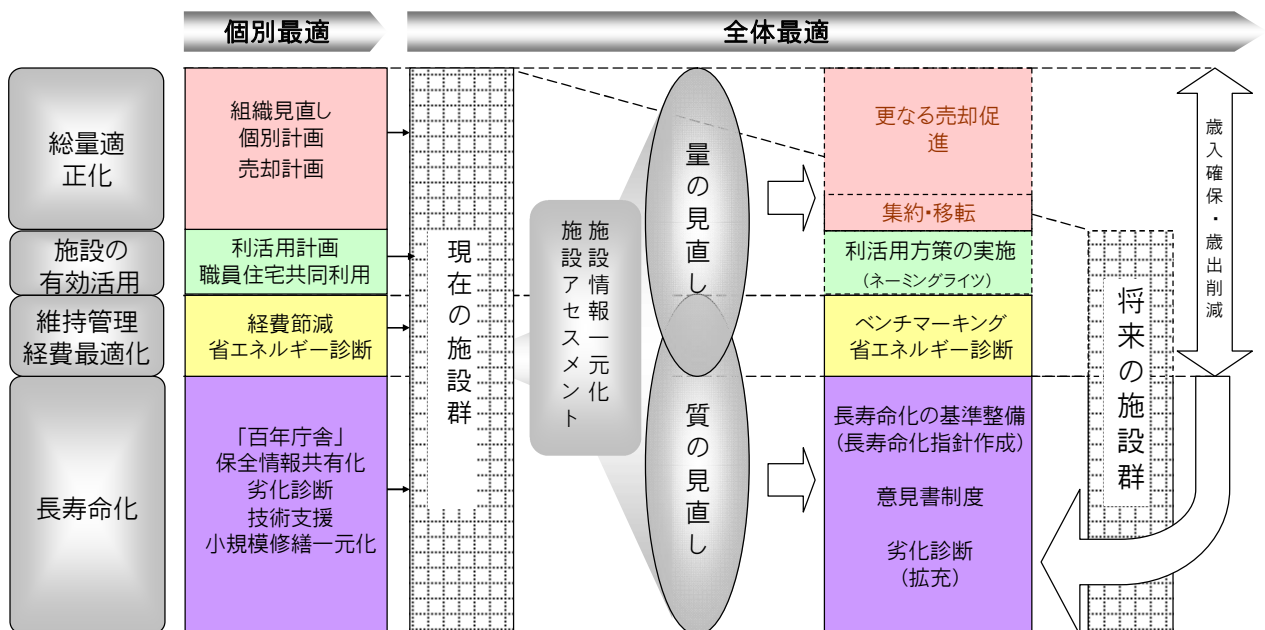 個別最適
全体最適
総量適
正化
施設の
有効活用
維持管理
経費最適化
長寿命化
組織見直し
個別計画
売却計画
利活用計画
職員住宅共同利用
経費節減
省エネルギー診断
「百年庁舎」
保全情報共有化
劣化診断
技術支援
小規模修繕一元化
現在の施設群
施設情報一元化
施設アセスメント
量の見直し
質の見直し
更なる売却促
進
集約・移転
利活用方策の実施
(ネーミングライツ)
ベンチマーキング
省エネルギー診断
長寿命化の基準整備
(長寿命化指針作成)
意見書制度
劣化診断
(拡充)
将来の施設群
歳入確保・歳出削減